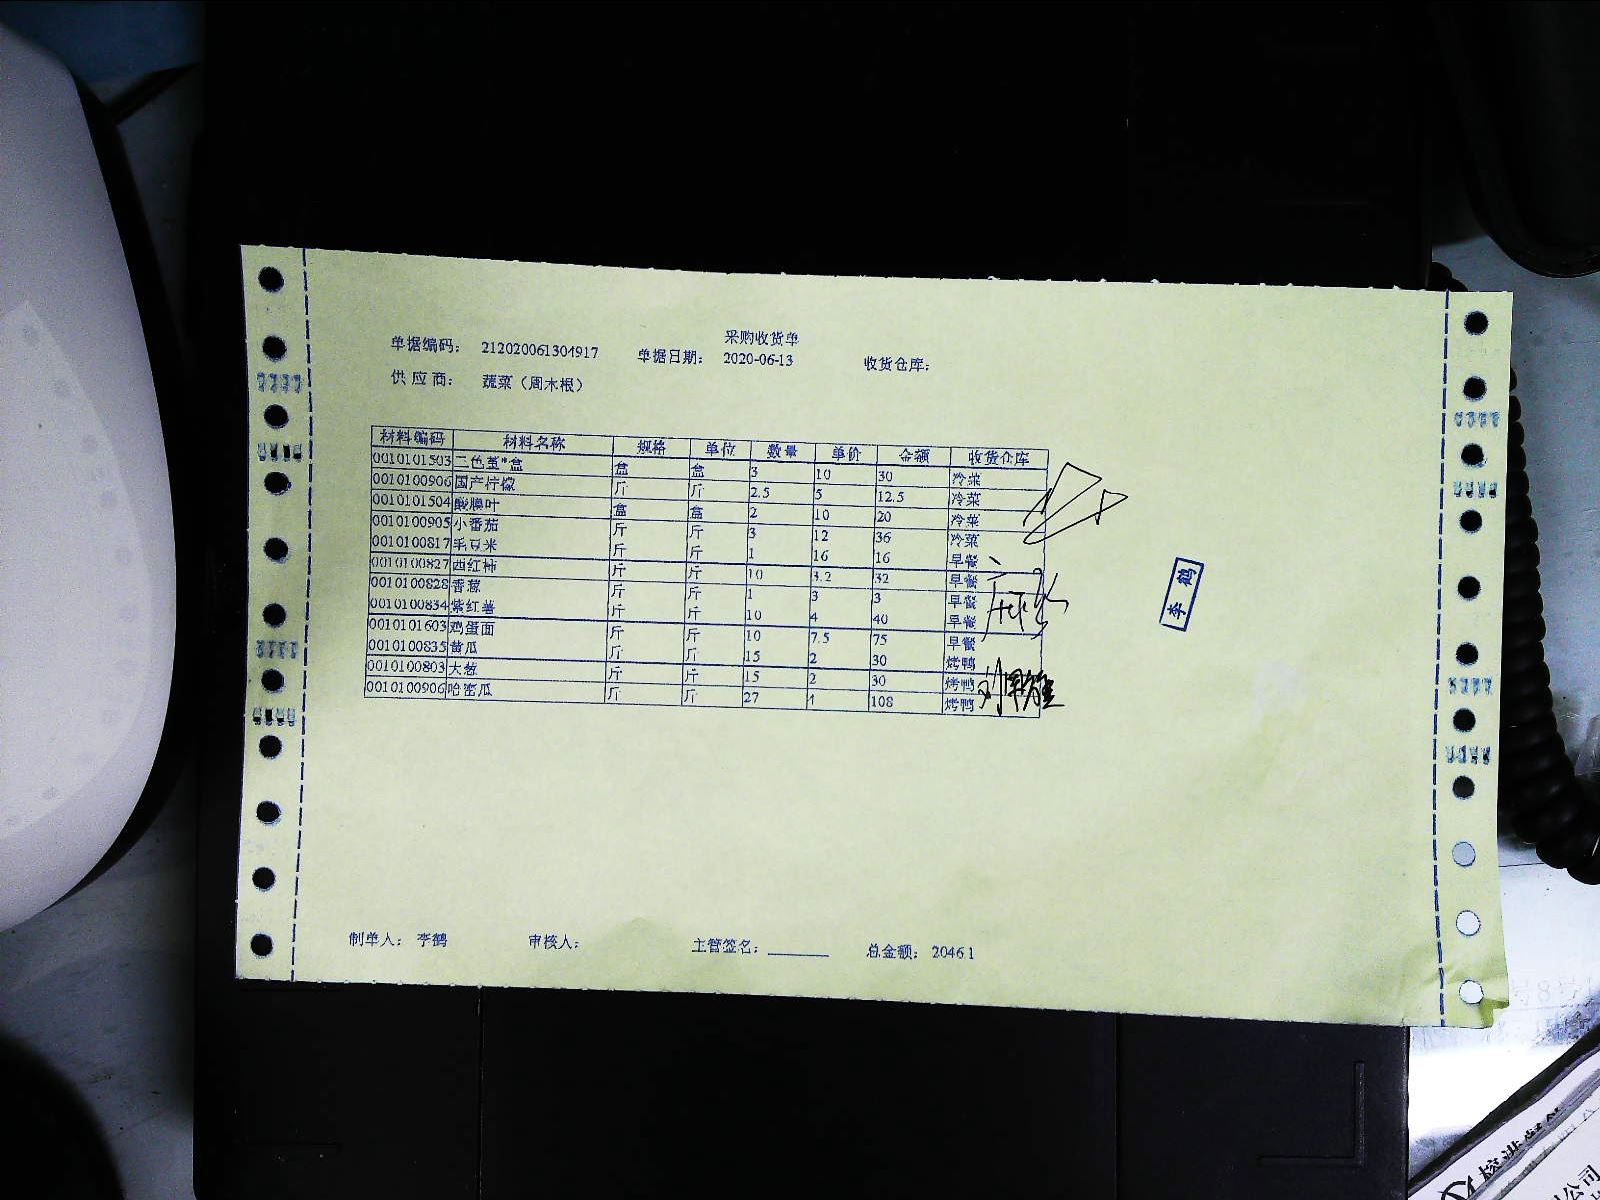 采购收货单
单据编码： 212020061304917 单据日期： 2020-06-13 收货仓库：
供 应 商： 蔬菜（周木根）
材料编码 材料名称 规格 单位 数量 单价 金额 收货仓库
0010101503 三色堇*盒 盒 盒 3 10 30 冷菜
0010100906 国产柠檬 斤 斤 2.5 5 12.5 冷菜
0010101504 酸膜叶 盒 盒 2 10 20 冷菜
0010100905 小番茄 斤 斤 3 12 36 冷菜
0010100817 毛豆米 斤 斤 1 16 16 早餐
0010100827 西红柿 斤 斤 10 3.2 32 早餐
0010100828 香葱 斤 斤 1 3 3 早餐
0010100834 紫红薯 斤 斤 10 4 40 早餐
0010101603 鸡蛋面 斤 斤 10 7.5 75 早餐
0010100835 黄瓜 斤 斤 15 2 30 烤鸭
0010100803 大葱 斤 斤 15 2 30 烤鸭
0010100906 哈密瓜 斤 斤 27 4 108 烤鸭
李鹤
制单人： 李鹤 审核人： 主管签名：________ 总金额： 2046.1